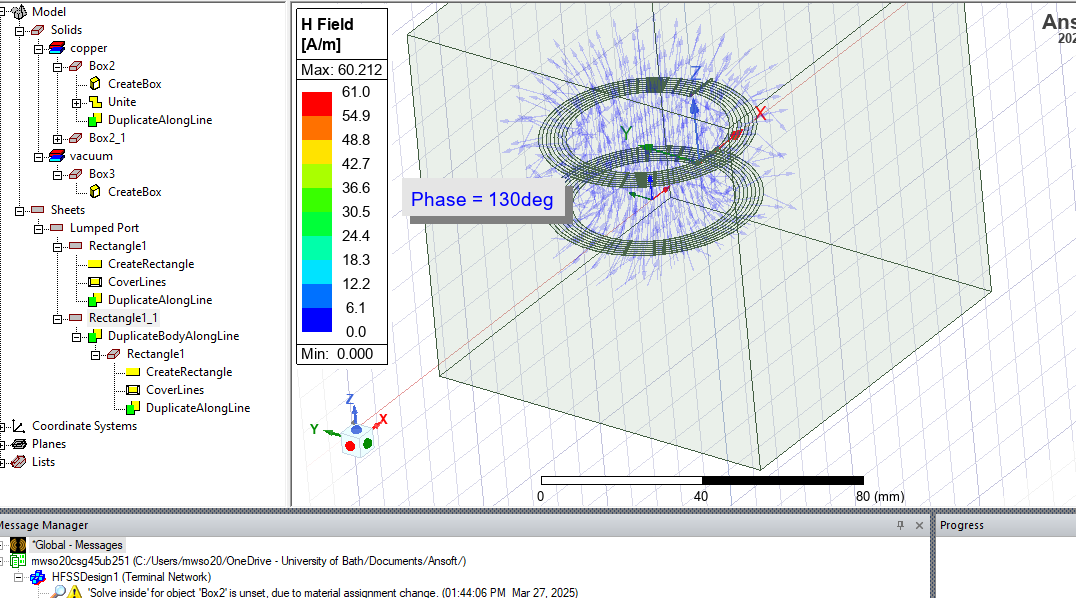 Model
Solids
copper
Box2
CreateBox
Unite
DuplicateAlongLine
Box2_1
vacuum
Box3
CreateBox
Sheets
Lumped Port
Rectangle1
CreateRectangle
CoverLines
DuplicateAlongLine
Rectangle1_1
DuplicateBodyAlongLine
Rectangle1
CreateRectangle
CoverLines
DuplicateAlongLine
Coordinate Systems
Planes
Lists
H Field
[A/m]
Max: 60.212
61.0
54.9
48.8
42.7
36.6
30.5
24.4
18.3
12.2
6.1
0.0
Min: 0.000
Phase = 130deg
Z
X
Y
Z
X
Y
Ans
202
0 40 80 (mm)
Message Manager
Progress
*Global - Messages
mwso20csg45ub251 (C:/Users/mwso20/OneDrive - University of Bath/Documents/Ansoft/)
HFSSDesign1 (Terminal Network)
'Solve inside' for object 'Box2' is unset, due to material assignment change. (01:44:06 PM Mar 27, 2025)